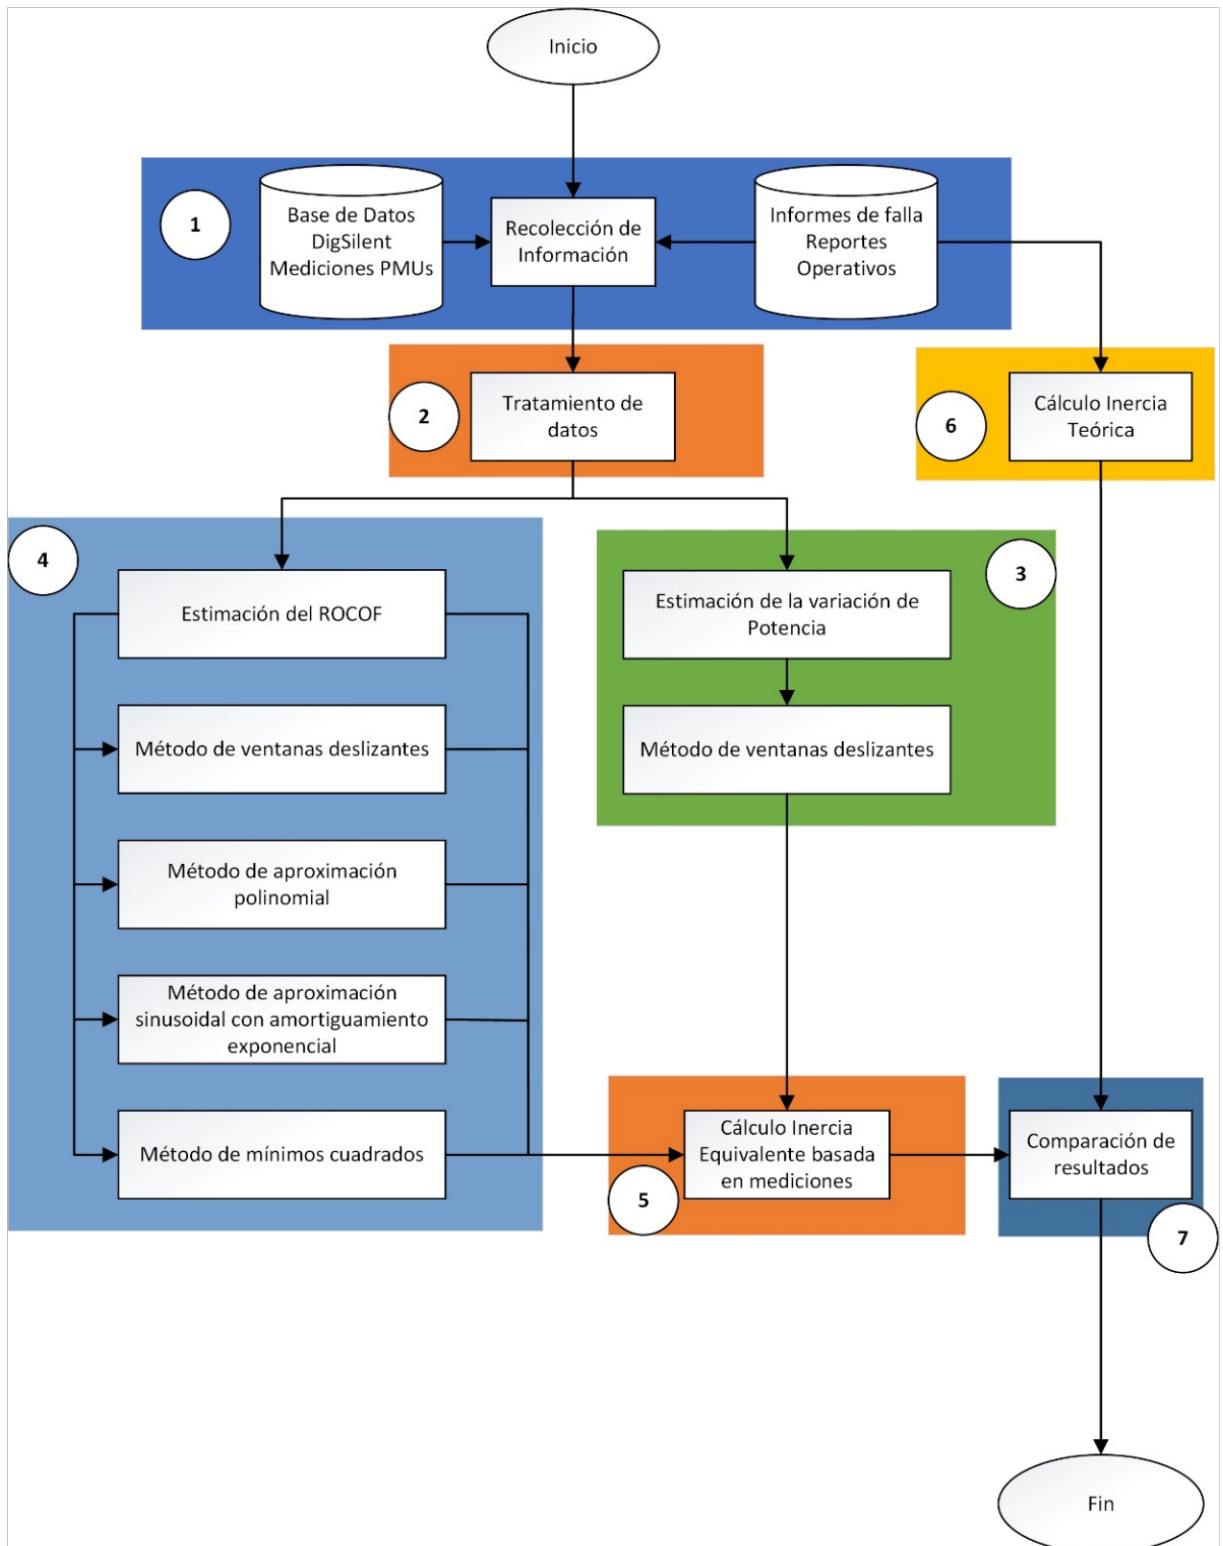 Inicio
1
Base de Datos
DigSilent
Mediciones PMUs
Recolección de
Información
Informes de falla
Reportes
Operativos
2
Tratamiento de
datos
6
Cálculo Inercia
Teórica
4
Estimación del ROCOF
Método de ventanas deslizantes
Método de aproximación
polinomial
Método de aproximación
sinusoidal con amortiguamiento
exponencial
Método de mínimos cuadrados
3
Estimación de la variación de
Potencia
Método de ventanas deslizantes
Cálculo Inercia
Equivalente basada
en mediciones
5
Comparación de
resultados
7
Fin